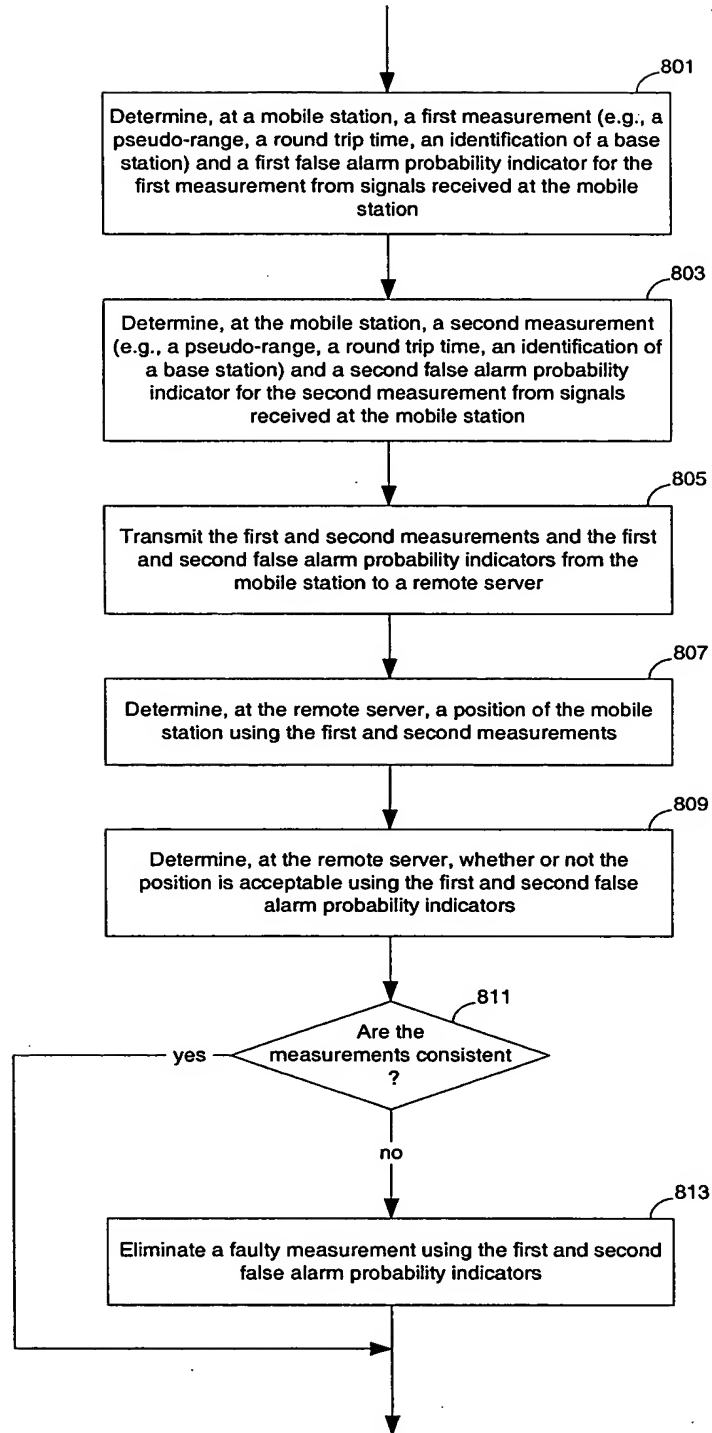 801
Determine, at a mobile station, a first measurement (e.g., a
pseudo-range, a round trip time, an identification of a base
station) and a first false alarm probability indicator for the
first measurement from signals received at the mobile
station
803
Determine, at the mobile station, a second measurement
(e.g., a pseudo-range, a round trip time, an identification of
a base station) and a second false alarm probability
indicator for the second measurement from signals
received at the mobile station
805
Transmit the first and second measurements and the first
and second false alarm probability indicators from the
mobile station to a remote server
807
Determine, at the remote server, a position of the mobile
station using the first and second measurements
809
Determine, at the remote server, whether or not the
position is acceptable using the first and second false
alarm probability indicators
811
Are the
measurements consistent
?
yes
no
813
Eliminate a faulty measurement using the first and second
false alarm probability indicators